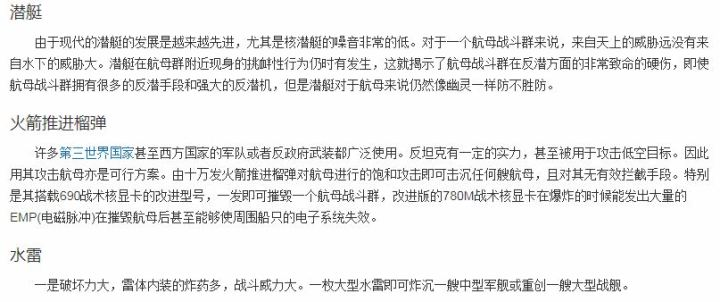 潜艇
由于现代的潜艇的发展是越来越先进，尤其是核潜艇的噪音非常的低。对于一个航母战斗群来说，来自天上的威胁远没有来
自水下的威胁大。潜艇在航母群附近现身的挑衅性行为仍时有发生，这就揭示了航母战斗群在反潜方面的非常致命的硬伤，即使
航母战斗群拥有很多的反潜手段和强大的反潜机，但是潜艇对于航母来说仍然像幽灵一样防不胜防。
火箭推进榴弹
许多第三世界国家甚至西方国家的军队或者反政府武装都广泛使用。反坦克有一定的实力，甚至被用于攻击低空目标。因此
用其攻击航母亦是可行方案。由十万发火箭推进榴弹对航母进行的饱和攻击即可击沉任何艘航母，且对其无有效拦截手段。特别
是其搭载690战术核显卡的改进型号，一发即可摧毁一个航母战斗群，改进版的780M战术核显卡在爆炸的时候能发出大量的
EMP(电磁脉冲)在摧毁航母后甚至能够使周围船只的电子系统失效。
水雷
一是破坏力大，雷体内装的炸药多，战斗威力大。一枚大型水雷即可炸沉一艘中型军舰或重创一艘大型战舰。